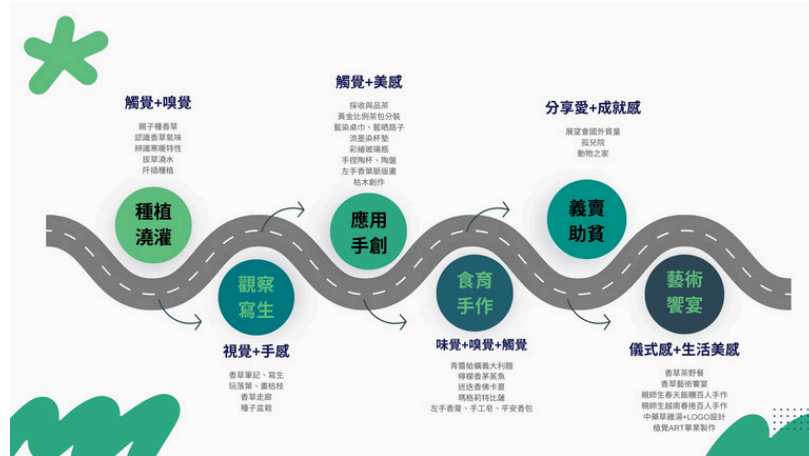 觸覺+嗅覺
親子種香草
認識香草氣味
辨識寒暖特性
拔草澆水
阡插種植
種植
澆灌
觀察
寫生
視覺+手感
香草筆記、寫生
玩落葉、畫枯枝
香草走廊
種子盆栽
觸覺+美感
採收與品茶
黃金比例茶包分裝
藍染桌巾、藍晒扇子
流墨染杯墊
彩繪玻璃瓶
手捏陶杯、陶盤
左手香葉脈版畫
枯木創作
應用
手創
食育
手作
味覺+嗅覺+觸覺
青醬蛤蠣義大利麵
檸檬香茅蒸魚
迷迭香佛卡夏
瑪格莉特比薩
左手香膏、手工皂、平安香包
分享愛+成就感
展望會國外貧童
孤兒院
動物之家
義賣
助貧
藝術
饗宴
儀式感+生活美感
香草茶野餐
香草藝術饗宴
親師生春天飯糰百人手作
親師生越南春捲百人手作
中藥草雞湯+LOGO設計
植覺ART畢業製作